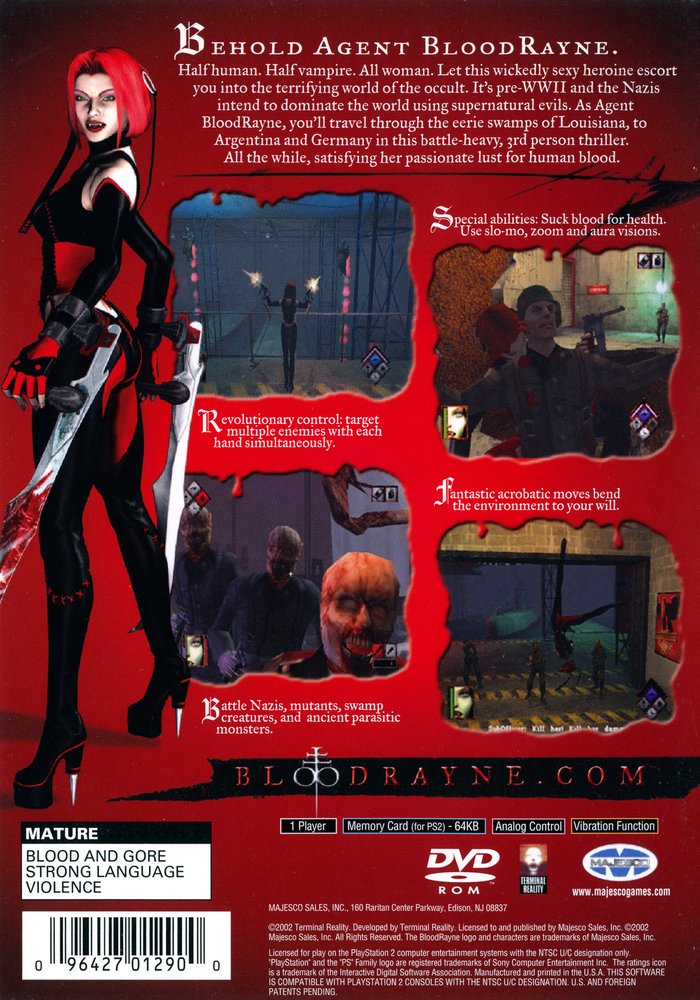 BEHOLD AGENT BLOODRAYNE.
Half human. Half vampire. All woman. Let this wickedly sexy heroine escort
you into the terrifying world of the occult. It's pre-WWII and the Nazis
intend to dominate the world using supernatural evils. As Agent
BloodRayne, you'll travel through the eerie swamps of Louisiana, to
Argentina and Germany in this battle-heavy, 3rd person thriller.
All the while, satisfying her passionate lust for human blood.
Special abilities: Suck blood for health.
Use slo-mo, zoom and aura visions.
Revolutionary control: target
multiple enemies with each
hand simultaneously.
Fantastic acrobatic moves bend
the environment to your will.
Battle Nazis, mutants, swamp
creatures, and ancient parasitic
monsters.
SubOfficer: Kill her! Kill her damn
BLOODRAYNE.COM
1 Player
Memory Card (for PS2) - 64KB
Analog Control
Vibration Function
MATURE
BLOOD AND GORE
STRONG LANGUAGE
VIOLENCE
DVD
ROM
TERMINAL
REALITY
MAJESCO
www.majescogames.com
MAJESCO SALES, INC., 160 Raritan Center Parkway, Edison, NJ 08837
©2002 Terminal Reality. Developed by Terminal Reality. Licensed to and published by Majesco Sales, Inc. ©2002
Majesco Sales, Inc. All Rights Reserved. The BloodRayne logo and characters are trademarks of Majesco Sales, Inc.
Licensed for play on the PlayStation 2 computer entertainment systems with the NTSC U/C designation only.
"PlayStation" and the "PS" Family logo are registered trademarks of Sony Computer Entertainment Inc. The ratings icon
is a trademark of the Interactive Digital Software Association. Manufactured and printed in the U.S.A. THIS SOFTWARE
IS COMPATIBLE WITH PLAYSTATION 2 CONSOLES WITH THE NTSC U/C DESIGNATION. U.S. AND FOREIGN
PATENTS PENDING.
0 96427 01290 0